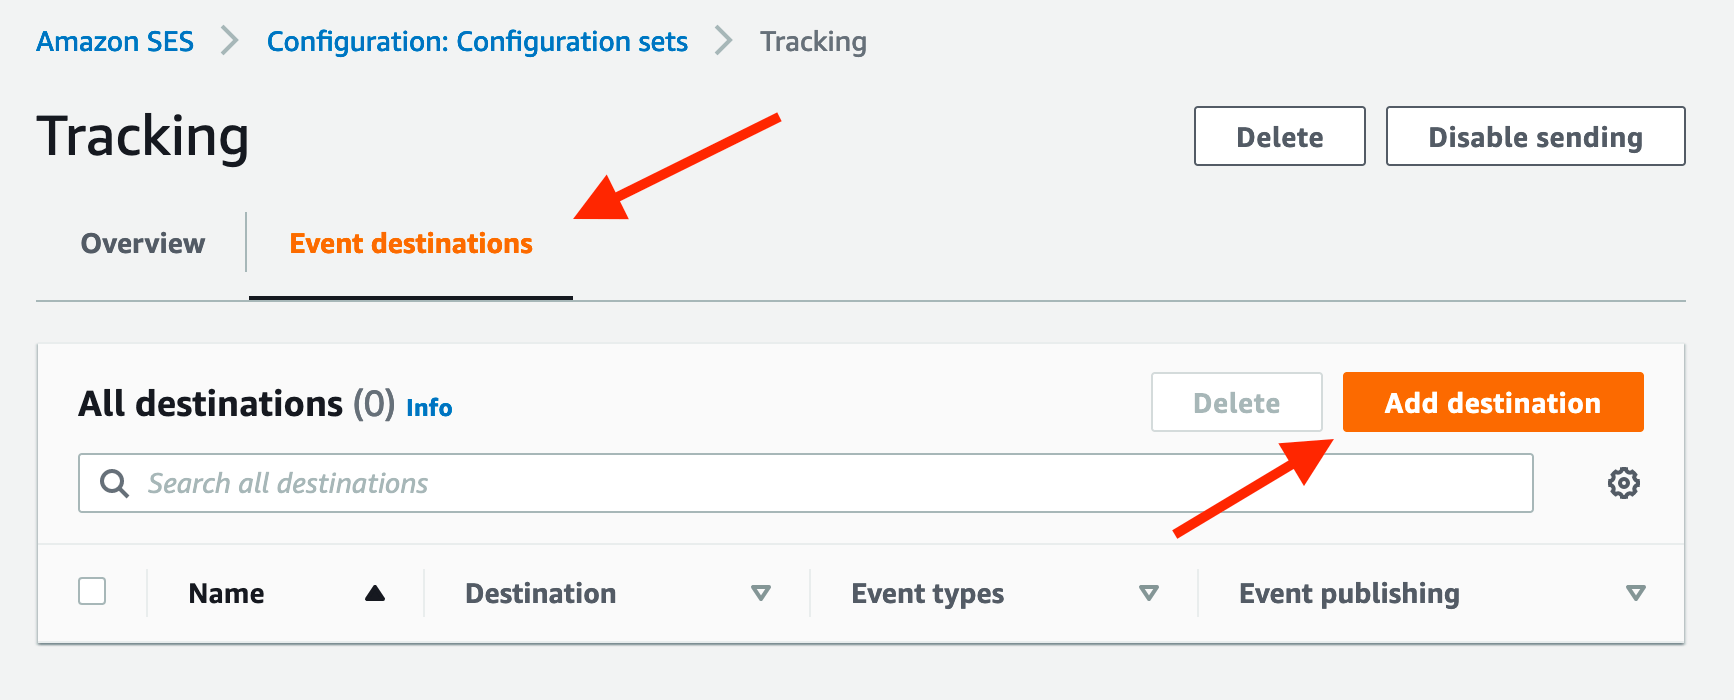 Amazon SES > Configuration: Configuration sets > Tracking
Tracking
Delete
Disable sending
Overview
Event destinations
All destinations (0) Info
Delete
Add destination
Search all destinations
Name
Destination
Event types
Event publishing